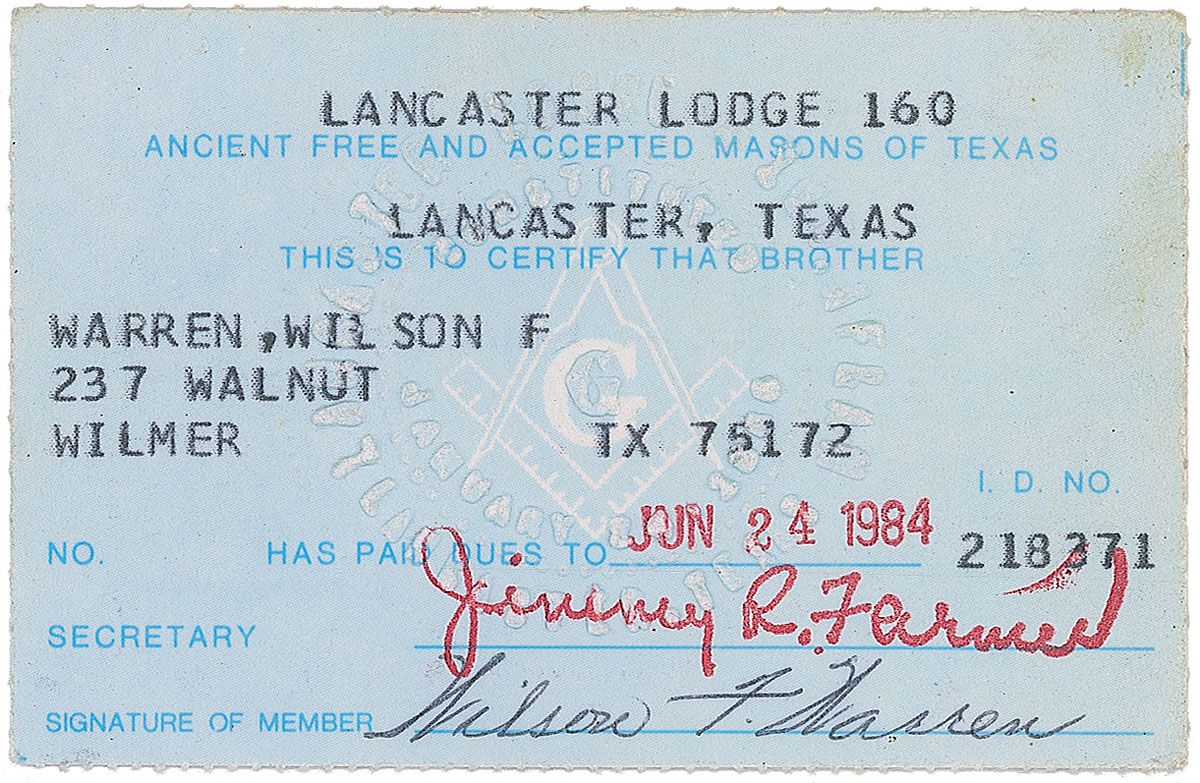 LANCASTER LODGE 160
ANCIENT FREE AND ACCEPTED MASONS OF TEXAS
LANCASTER, TEXAS
THIS IS TO CERTIFY THAT BROTHER
WARREN,WILSON F
237 WALNUT
WILMER TX 75172
I. D. NO.
NO. HAS PAID DUES TO JUN 24 1984 218371
SECRETARY Jimmy R. Farmer
SIGNATURE OF MEMBER Wilson F. Warren
G